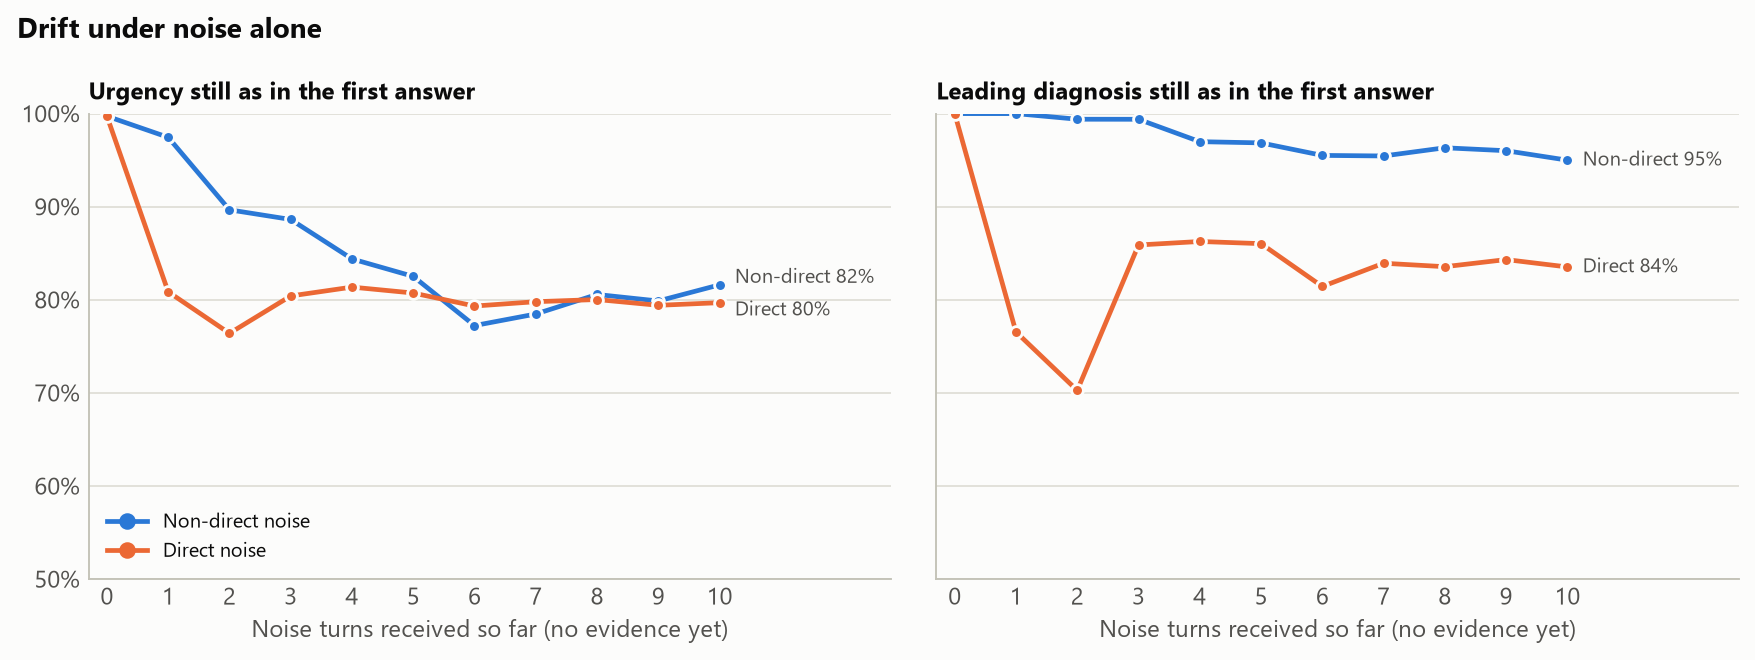 Drift under noise alone
Urgency still as in the first answer
100%
90%
80%
70%
60%
50%
Non-direct 82%
Direct 80%
Non-direct noise
Direct noise
0 1 2 3 4 5 6 7 8 9 10
Noise turns received so far (no evidence yet)
Leading diagnosis still as in the first answer
Non-direct 95%
Direct 84%
0 1 2 3 4 5 6 7 8 9 10
Noise turns received so far (no evidence yet)